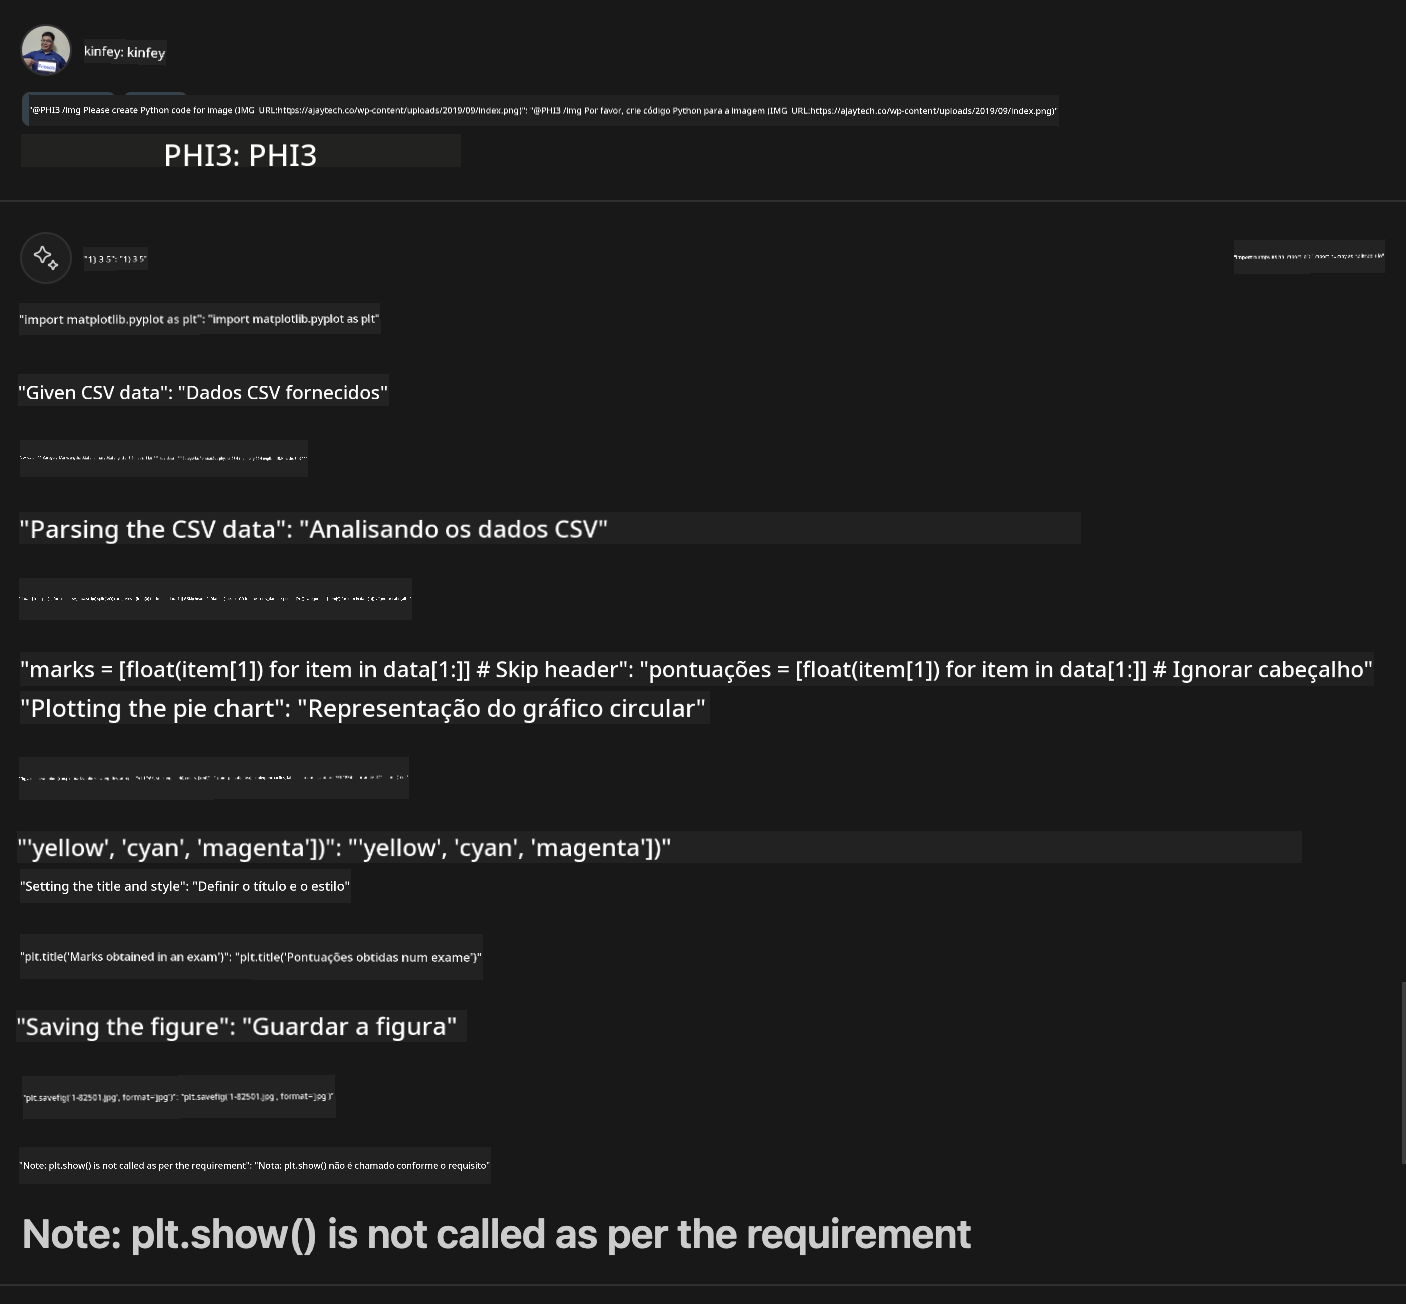 kinfey: kinfey
"@PHI3 /img Please create Python code for image (IMG_URL:https://ajaytech.co/wp-content/uploads/2019/09/index.png)": "@PHI3 /img Por favor, crie código Python para a imagem (IMG_URL:https://ajaytech.co/wp-content/uploads/2019/09/index.png)"
PHI3: PHI3
"1) 3 5": "1) 3 5"
"import matplotlib.pyplot as plt": "import matplotlib.pyplot as plt"
"Given CSV data": "Dados CSV fornecidos"
"Parsing the CSV data": "Analisando os dados CSV"
"marks = [float(item[1]) for item in data[1:]] # Skip header": "pontuações = [float(item[1]) for item in data[1:]] # Ignorar cabeçalho"
"Plotting the pie chart": "Representação do gráfico circular"
"'yellow', 'cyan', 'magenta'])": "'yellow', 'cyan', 'magenta'])"
"Setting the title and style": "Definir o título e o estilo"
"plt.title('Marks obtained in an exam')": "plt.title('Pontuações obtidas num exame')"
"Saving the figure": "Guardar a figura"
"plt.savefig('1-82501.jpg', format='jpg')": "plt.savefig('1-82501.jpg', format='jpg')"
"Note: plt.show() is not called as per the requirement": "Nota: plt.show() não é chamado conforme o requisito"
Note: plt.show() is not called as per the requirement